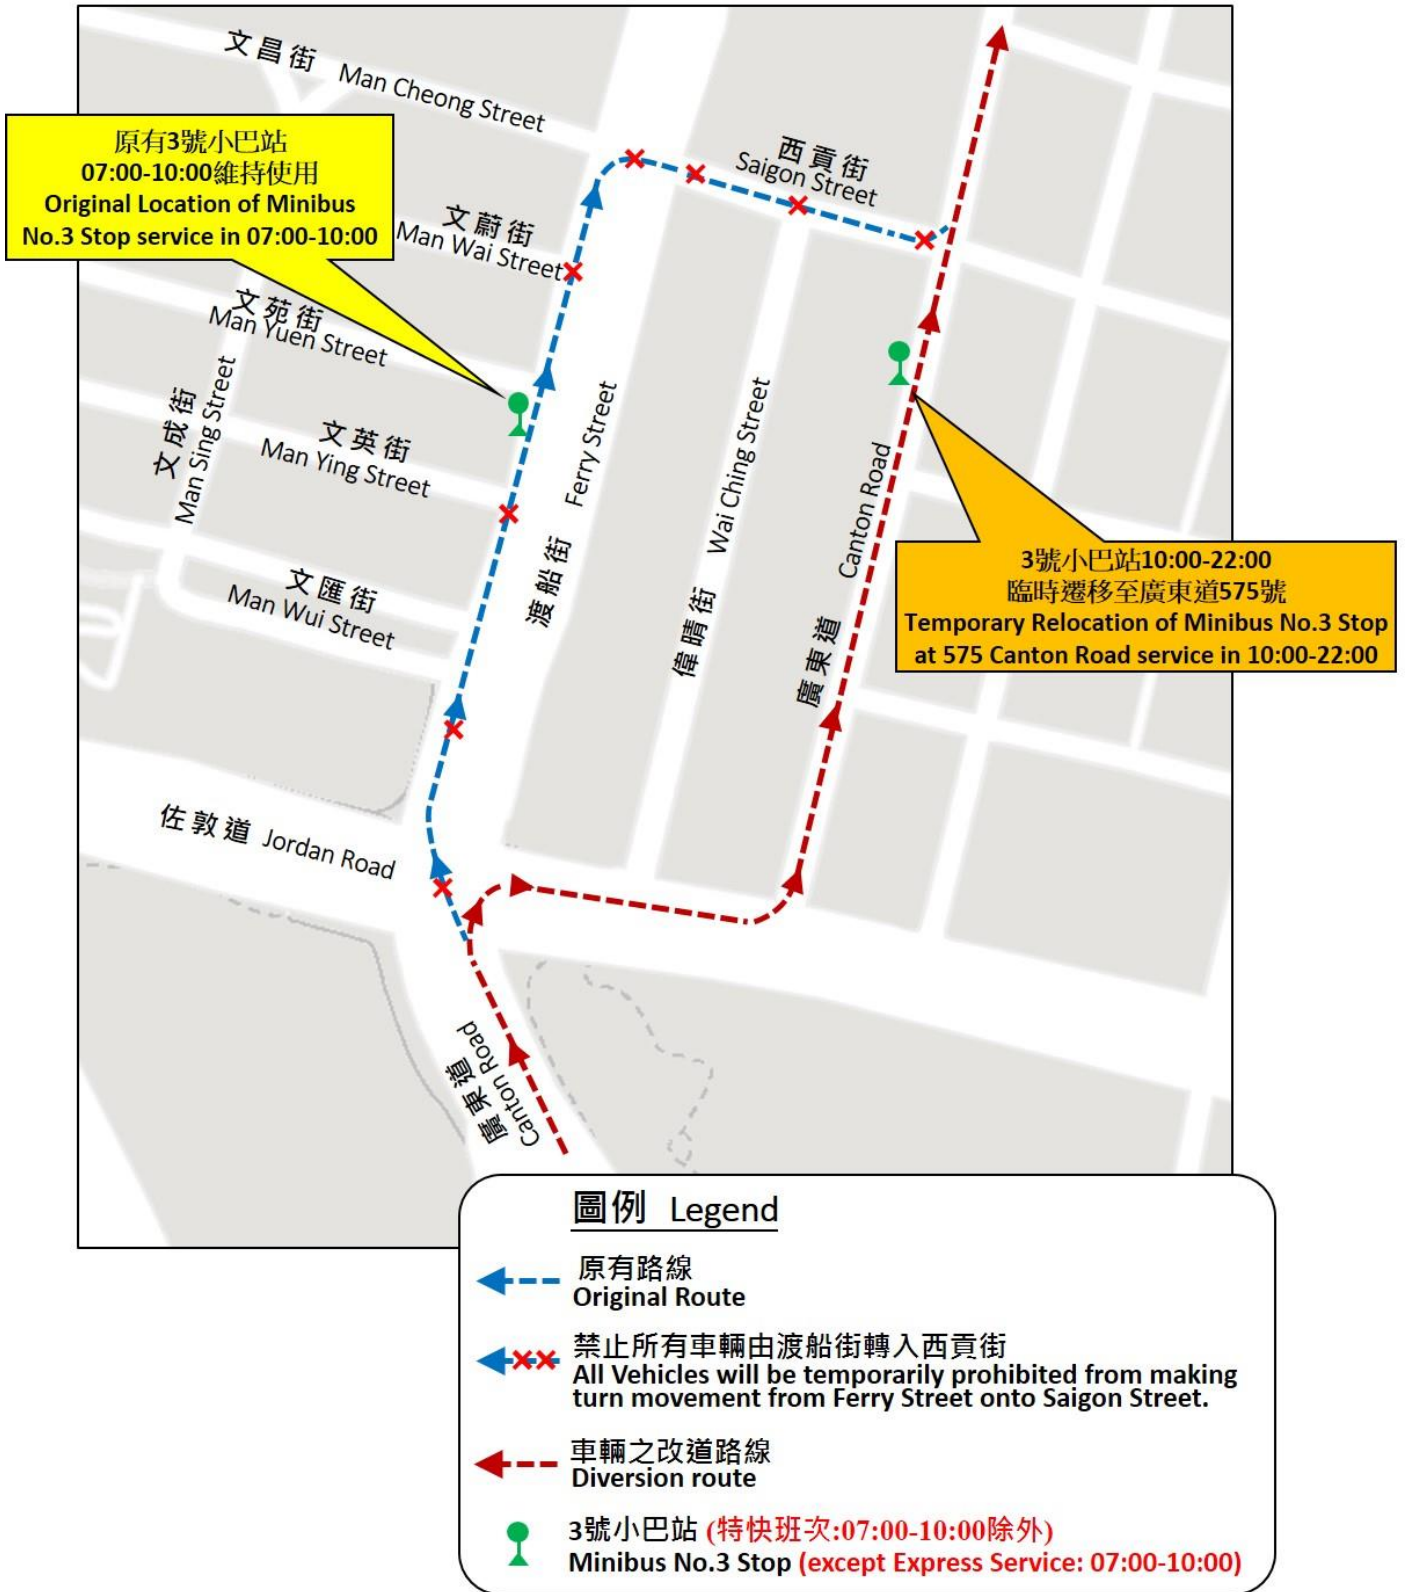 文昌街 Man Cheong Street
原有3號小巴站
07:00-10:00維持使用
Original Location of Minibus
No.3 Stop service in 07:00-10:00
西貢街
Saigon Street
文蔚街
Man Wai Street
文苑街
Man Yuen Street
文成街
Man Sing Street
文英街
Man Ying Street
渡船街 Ferry Street
偉晴街 Wai Ching Street
廣東道 Canton Road
3號小巴站10:00-22:00
臨時遷移至廣東道575號
Temporary Relocation of Minibus No.3 Stop
at 575 Canton Road service in 10:00-22:00
文匯街
Man Wui Street
佐敦道 Jordan Road
廣東道
Canton Road
圖例 Legend
原有路線
Original Route
禁止所有車輛由渡船街轉入西貢街
All Vehicles will be temporarily prohibited from making
turn movement from Ferry Street onto Saigon Street.
車輛之改道路線
Diversion route
3號小巴站 (特快班次:07:00-10:00除外)
Minibus No.3 Stop (except Express Service: 07:00-10:00)